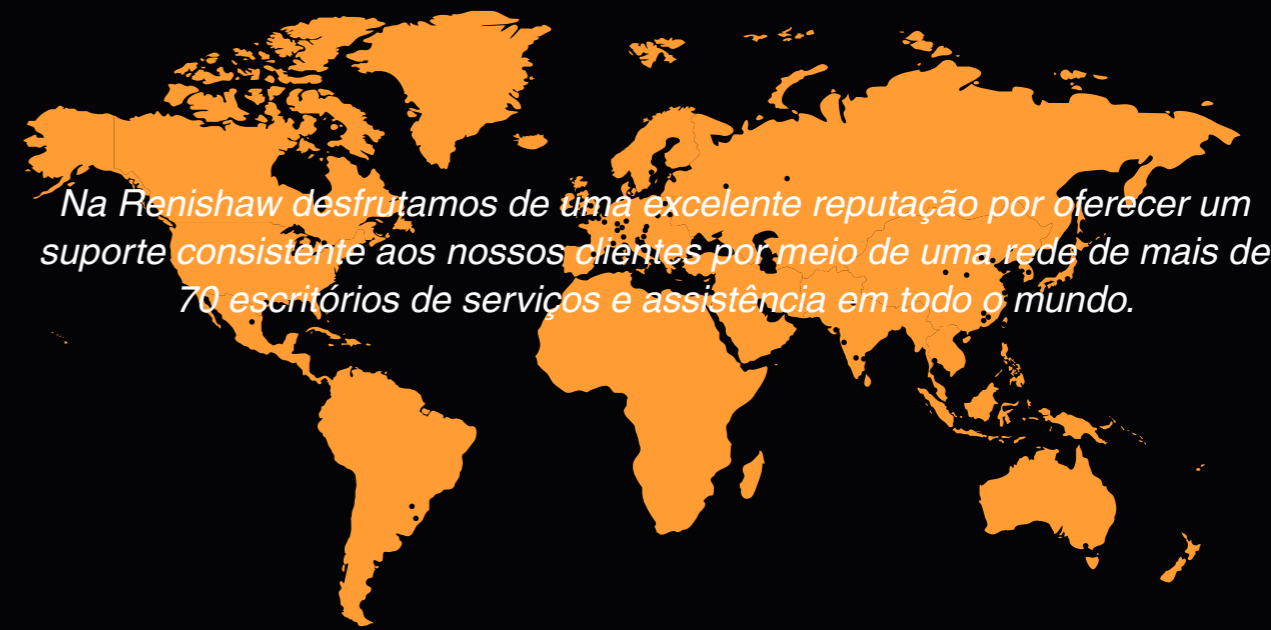 Na Renishaw desfrutamos de uma excelente reputação por oferecer um
suporte consistente aos nossos clientes por meio de uma rede de mais de
70 escritórios de serviços e assistência em todo o mundo.